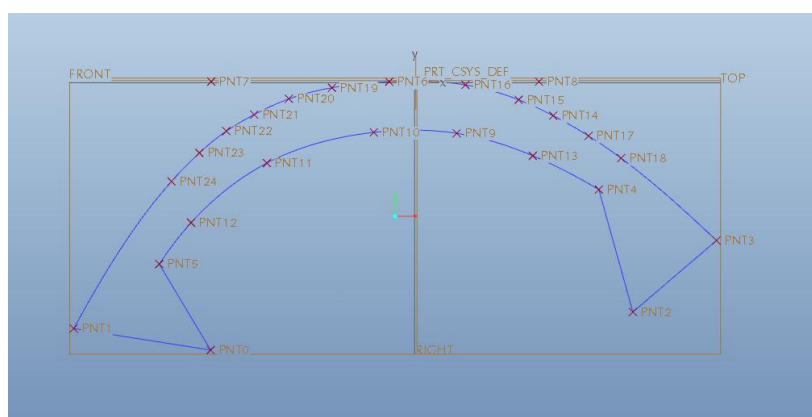 y
FRONT
PRT_CSYS_DEF
TOP
PNT7
PNT6
x
PNT8
PNT19
PNT16
PNT20
PNT15
PNT21
PNT14
PNT22
PNT10
PNT9
PNT17
PNT23
PNT11
PNT13
PNT18
PNT24
PNT4
PNT12
PNT3
PNT5
PNT2
PNT1
PNT0
RIGHT